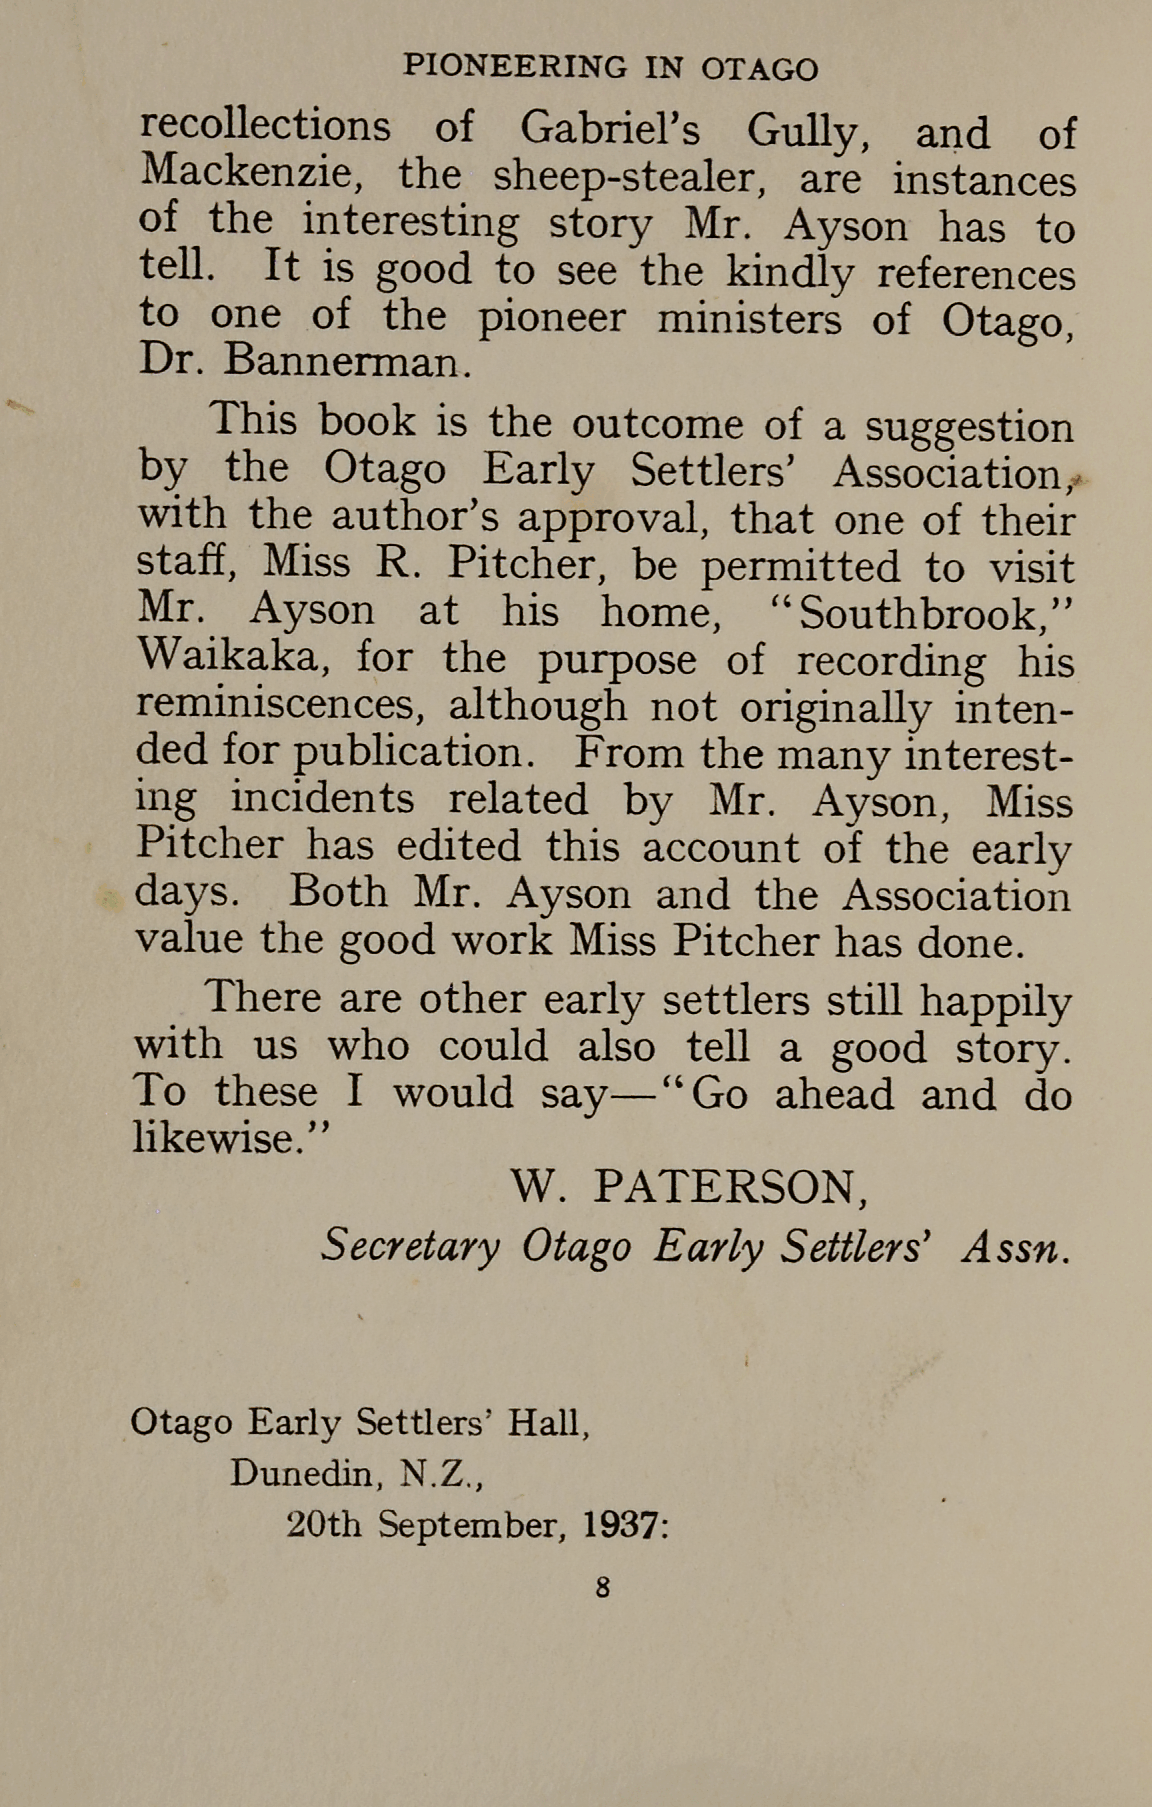 PIONEERING IN OTAGO
recollections of Gabriel's Gully, and of
Mackenzie, the sheep-stealer, are instances
of the interesting story Mr. Ayson has to
tell. It is good to see the kindly references
to one of the pioneer ministers of Otago,
Dr. Bannerman.
This book is the outcome of a suggestion
by the Otago Early Settlers' Association,
with the author's approval, that one of their
staff, Miss R. Pitcher, be permitted to visit
Mr. Ayson at his home, "Southbrook,"
Waikaka, for the purpose of recording his
reminiscences, although not originally inten-
ded for publication. From the many interest-
ing incidents related by Mr. Ayson, Miss
Pitcher has edited this account of the early
days. Both Mr. Ayson and the Association
value the good work Miss Pitcher has done.
There are other early settlers still happily
with us who could also tell a good story.
To these I would say—"Go ahead and do
likewise."
W. PATERSON,
Secretary Otago Early Settlers' Assn.
Otago Early Settlers' Hall,
Dunedin, N.Z.,
20th September, 1937:
8